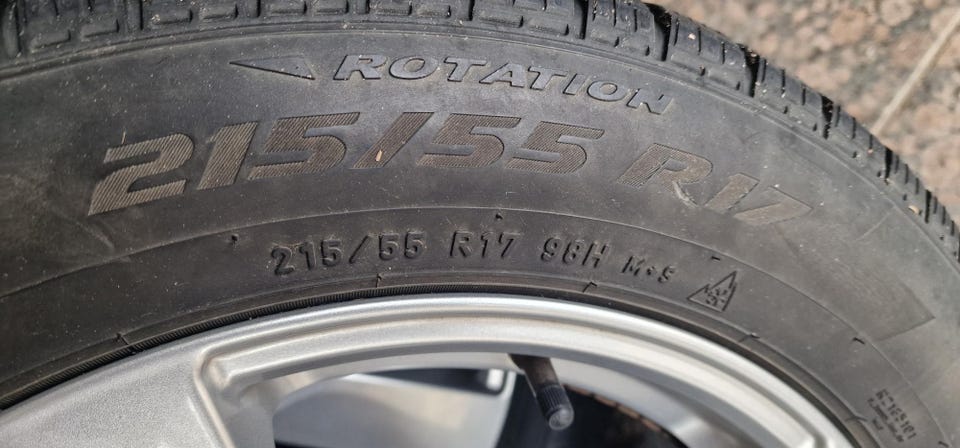 ROTATION
215/55 R17
215/55 R17 98H M+S